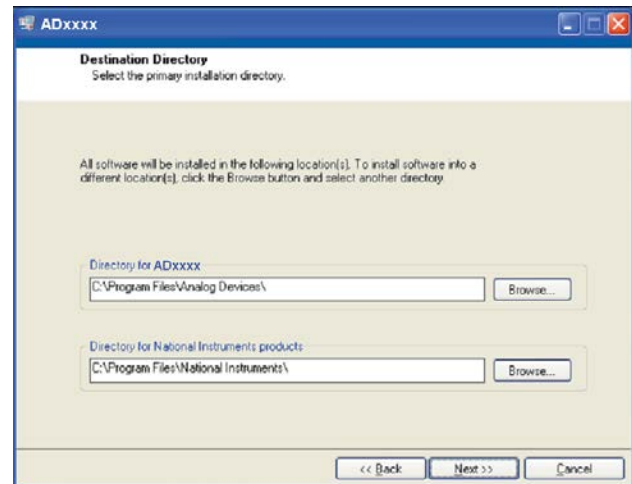 ADxxxx
Destination Directory
Select the primary installation directory.
All software will be installed in the following location(s). To install software into a
different location(s), click the Browse button and select another directory.
Directory for ADxxxx
C:\Program Files\Analog Devices\
Browse...
Directory for National Instruments products
C:\Program Files\National Instruments\
Browse...
<< Back
Next >>
Cancel